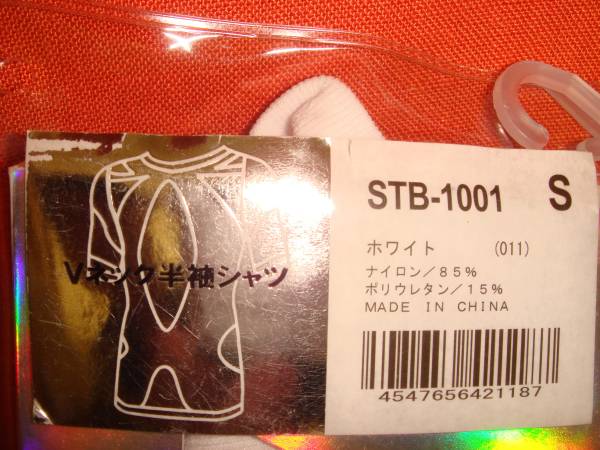 Vネック半袖シャツ
STB-1001 S
ホワイト (011)
ナイロン/85%
ポリウレタン/15%
MADE IN CHINA
4547656421187